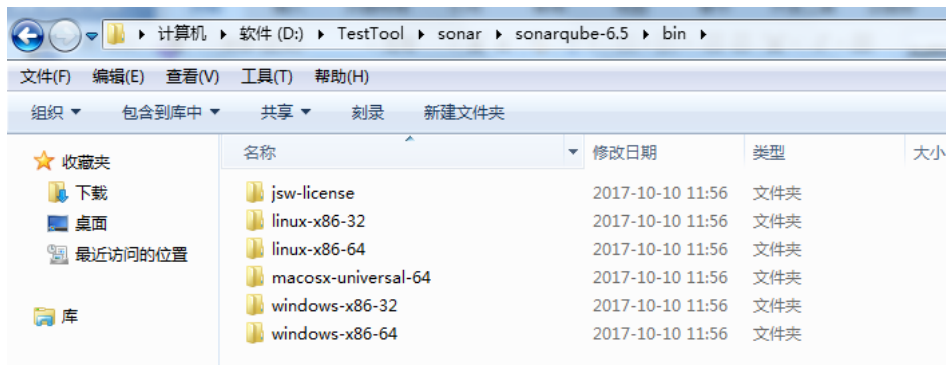 计算机 软件 (D:) TestTool sonar sonarqube-6.5 bin
文件(F) 编辑(E) 查看(V) 工具(T) 帮助(H)
组织 包含到库中 共享 刻录 新建文件夹
名称 修改日期 类型 大小
收藏夹
下载
桌面
最近访问的位置
库
jsw-license 2017-10-10 11:56 文件夹
linux-x86-32 2017-10-10 11:56 文件夹
linux-x86-64 2017-10-10 11:56 文件夹
macosx-universal-64 2017-10-10 11:56 文件夹
windows-x86-32 2017-10-10 11:56 文件夹
windows-x86-64 2017-10-10 11:56 文件夹